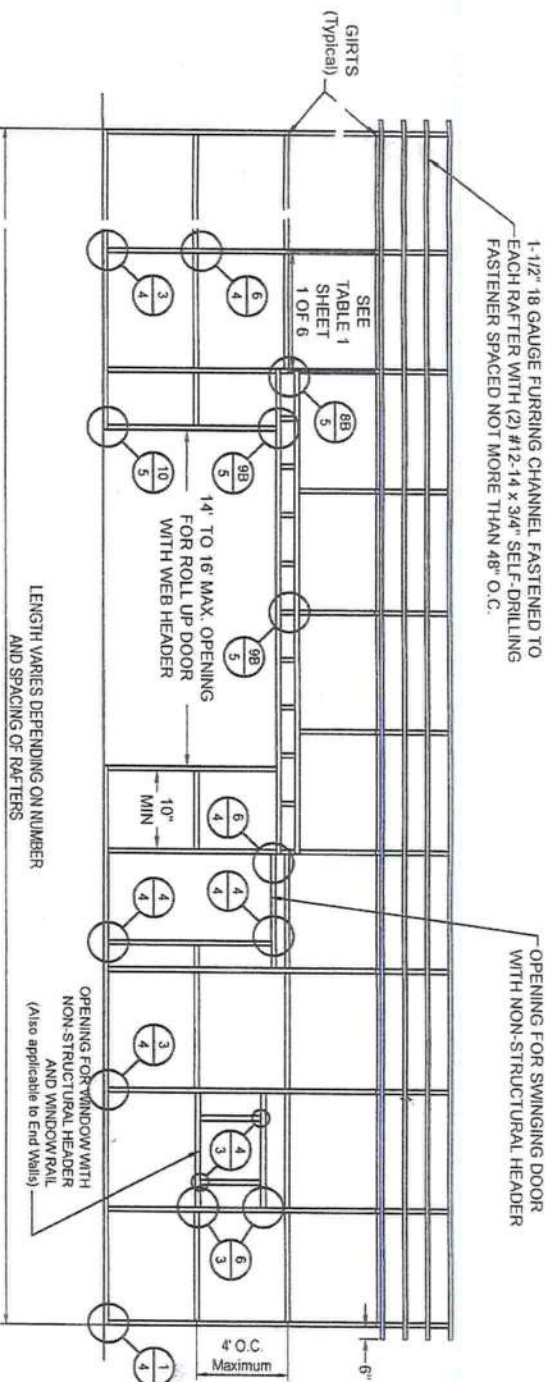 1-1/2" 18 GAUGE FURRING CHANNEL FASTENED TO
EACH RAFTER WITH (2) #12-14 x 3/4" SELF-DRILLING
FASTENER SPACED NOT MORE THAN 48" O.C.
OPENING FOR SWINGING DOOR
WITH NON-STRUCTURAL HEADER
GIRTS
(Typical)
6"
SEE
TABLE 1
SHEET
1 OF 6
8B
5
6
4
3
4
9B
5
10
5
9B
5
14' TO 16' MAX. OPENING
FOR ROLL UP DOOR
WITH WEB HEADER
10"
MIN
6
4
4
4
4
4
3
4
4
3
6
3
4' O.C.
Maximum
1
4
OPENING FOR WINDOW WITH
NON-STRUCTURAL HEADER
AND WINDOW RAIL
(Also applicable to End Walls)
LENGTH VARIES DEPENDING ON NUMBER
AND SPACING OF RAFTERS